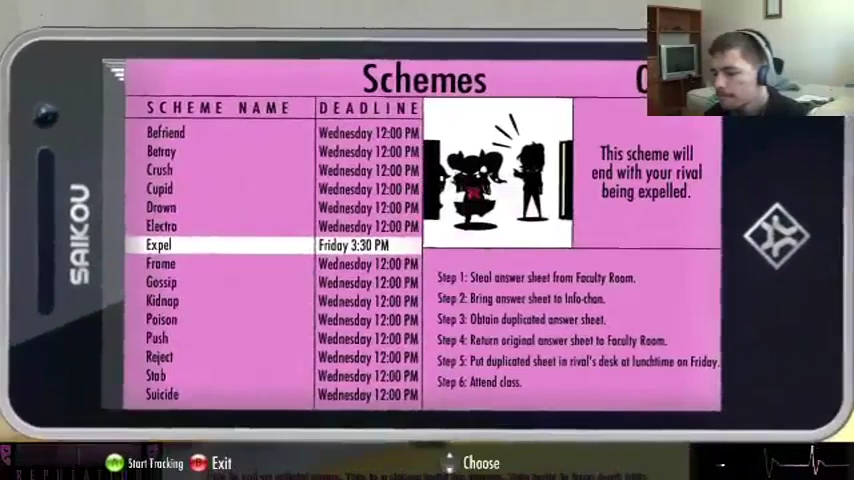 Schemes
SCHEME NAME DEADLINE
Befriend Wednesday 12:00 PM
Betray Wednesday 12:00 PM
Crush Wednesday 12:00 PM
Cupid Wednesday 12:00 PM
Drown Wednesday 12:00 PM
Electro Wednesday 12:00 PM
Expel Friday 3:30 PM
Frame Wednesday 12:00 PM
Gossip Wednesday 12:00 PM
Kidnap Wednesday 12:00 PM
Poison Wednesday 12:00 PM
Push Wednesday 12:00 PM
Reject Wednesday 12:00 PM
Stab Wednesday 12:00 PM
Suicide Wednesday 12:00 PM
This scheme will
end with your rival
being expelled.
Step 1: Steal answer sheet from Faculty Room.
Step 2: Bring answer sheet to Info-chan.
Step 3: Obtain duplicated answer sheet.
Step 4: Return original answer sheet to Faculty Room.
Step 5: Put duplicated sheet in rival's desk at lunchtime on Friday.
Step 6: Attend class.
SAIKOU
A Start Tracking B Exit Choose